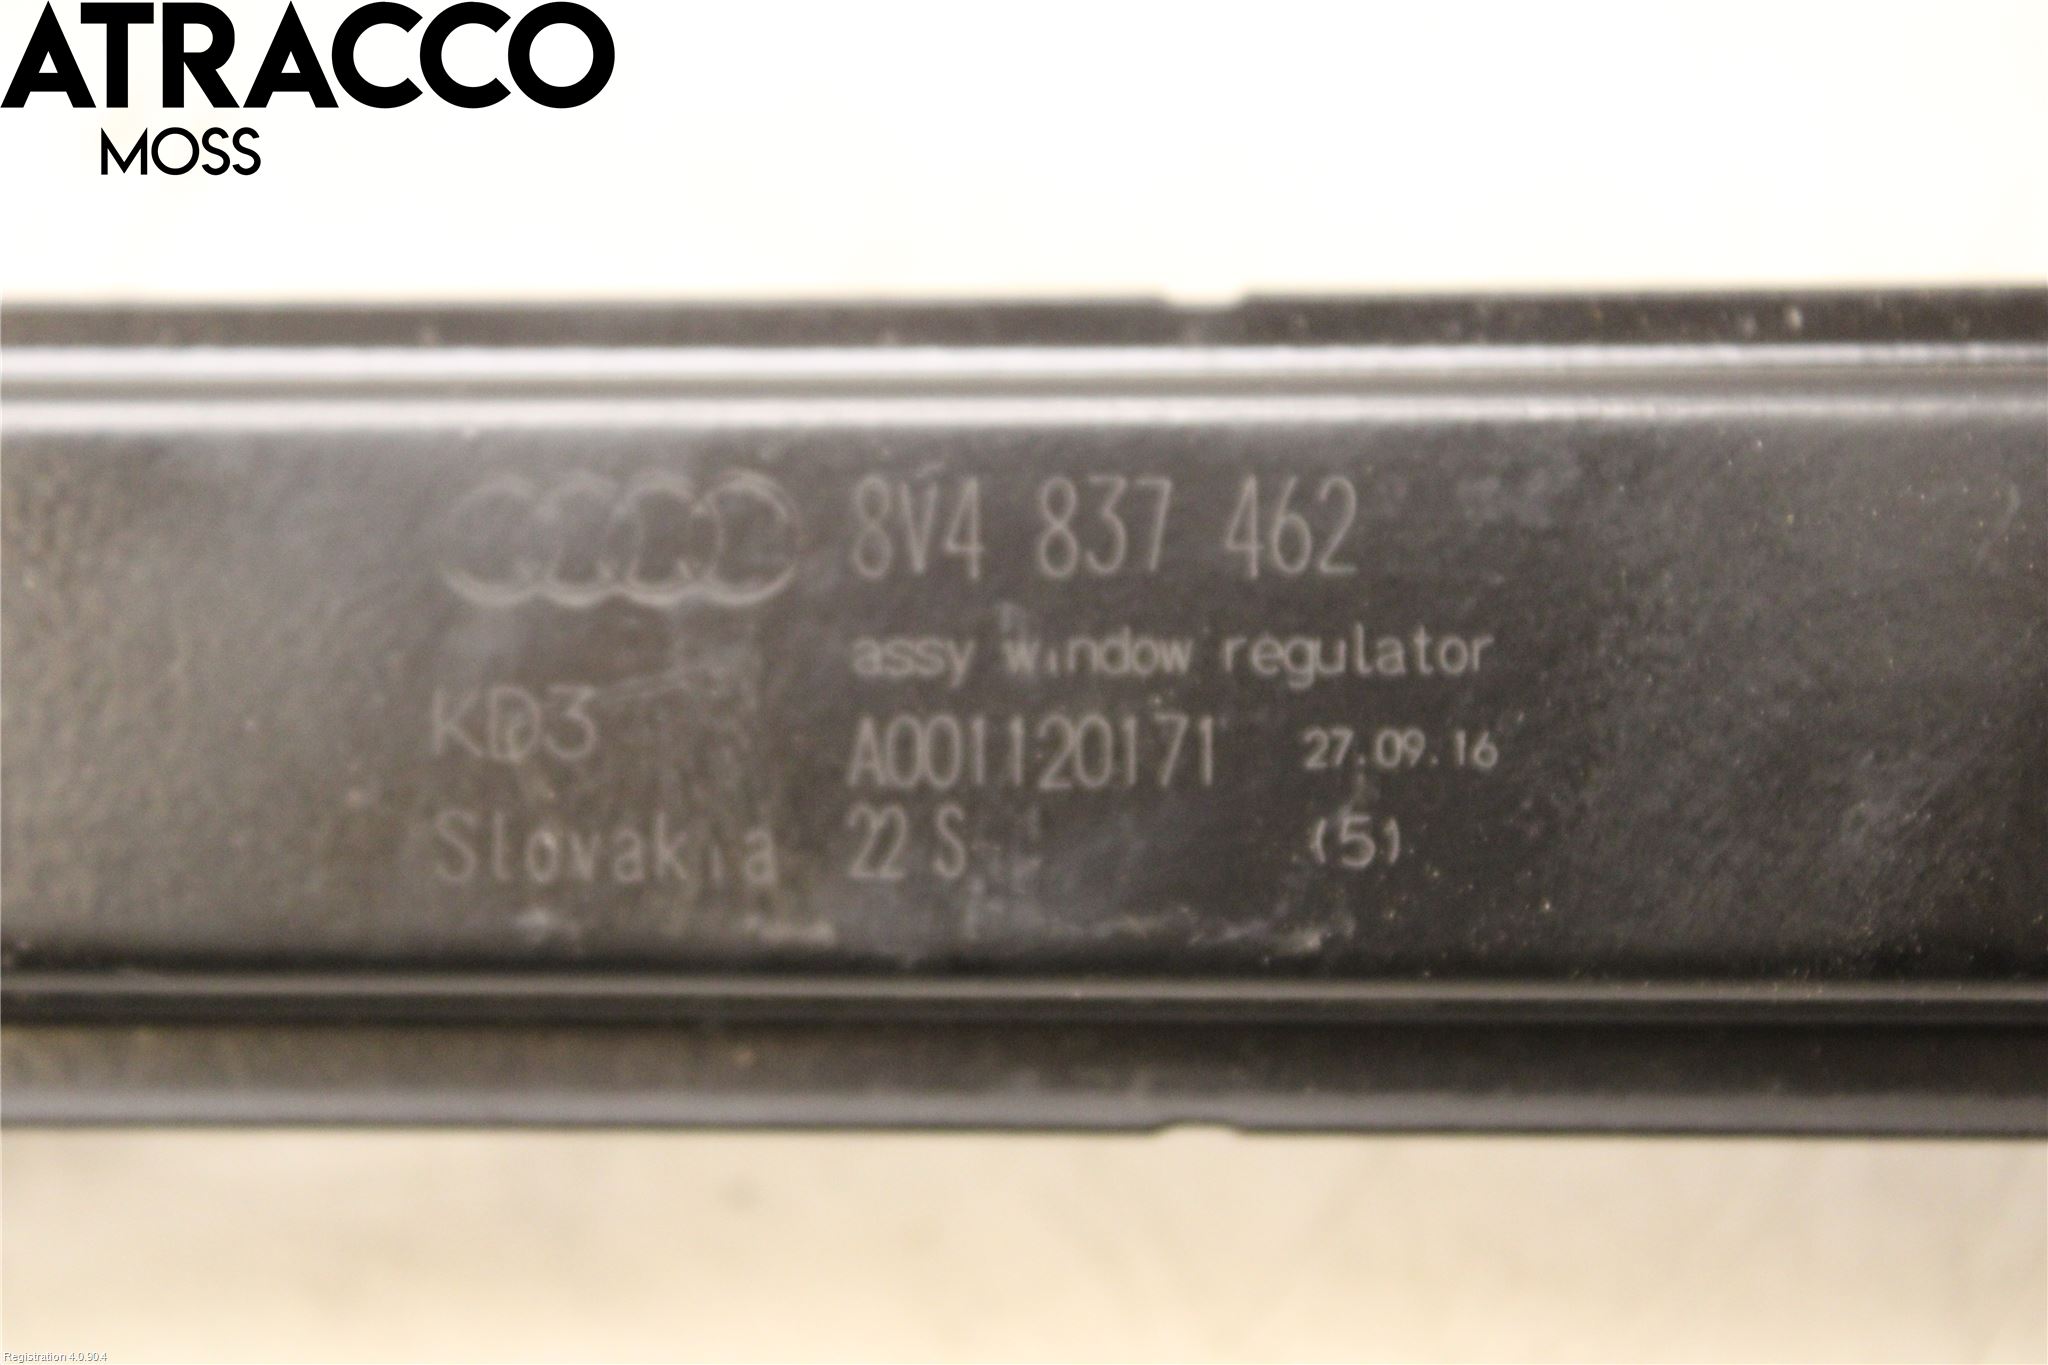 ATRACCO
MOSS
8V4 837 462
assy window regulator
KD3
A001120171 27.09.16
Slovakia 22 S (5)
Registration 4.0.90.4